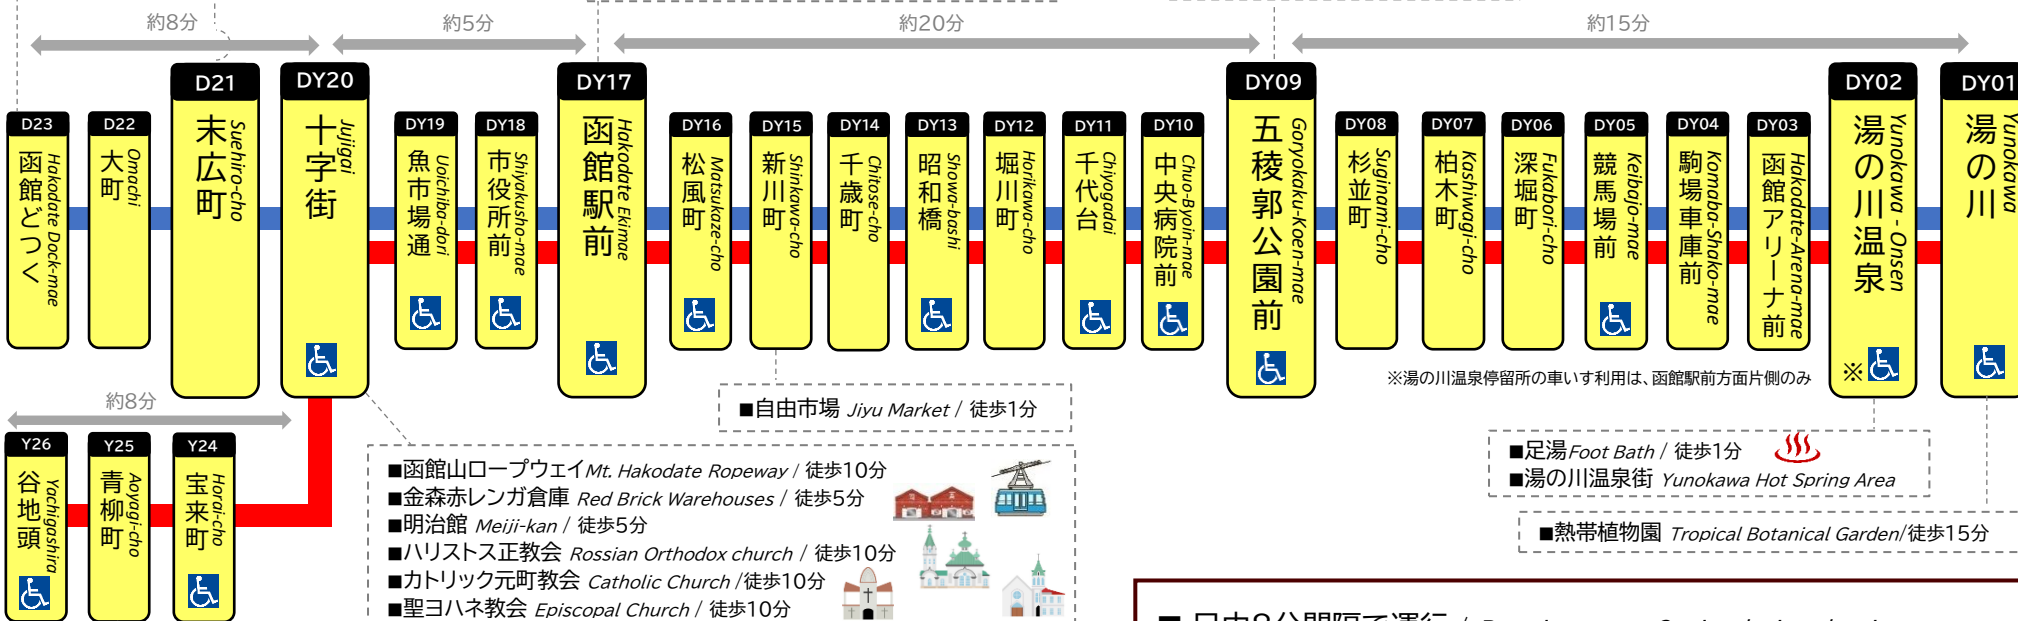 約8分
約5分
約20分
約15分
D23
函館どつく
Hakodate Dock-mae
D22
大町
Omachi
D21
末広町
Suehiro-cho
DY20
十字街
Jujigai
DY19
魚市場通
Uoichiba-dori
DY18
市役所前
Shiyakusho-mae
DY17
函館駅前
Hakodate Ekimae
DY16
松風町
Matsukaze-cho
DY15
新川町
Shinkawa-cho
DY14
千歳町
Chitose-cho
DY13
昭和橋
Showa-bashi
DY12
堀川町
Horikawa-cho
DY11
千代台
Chiyogadai
DY10
中央病院前
Chuo-Byoin-mae
DY09
五稜郭公園前
Goryokaku-Koen-mae
DY08
杉並町
Suginami-cho
DY07
柏木町
Kashiwagi-cho
DY06
深堀町
Fukabori-cho
DY05
競馬場前
Keibajo-mae
DY04
駒場車庫前
Komaba-Shako-mae
DY03
函館アリーナ前
Hakodate-Arena-mae
DY02
湯の川温泉
Yunokawa - Onsen
※
DY01
湯の川
Yunokawa
※湯の川温泉停留所の車いす利用は、函館駅前方面片側のみ
約8分
Y26
谷地頭
Yachigashira
Y25
青柳町
Aoyagi-cho
Y24
宝来町
Horai-cho
■自由市場 Jiyu Market / 徒歩1分
■函館山ロープウェイMt. Hakodate Ropeway / 徒歩10分
■金森赤レンガ倉庫 Red Brick Warehouses / 徒歩5分
■明治館 Meiji-kan / 徒歩5分
■ハリストス正教会 Rossian Orthodox church / 徒歩10分
■カトリック元町教会 Catholic Church /徒歩10分
■聖ヨハネ教会 Episcopal Church / 徒歩10分
■足湯Foot Bath / 徒歩1分
■湯の川温泉街 Yunokawa Hot Spring Area
■熱帯植物園 Tropical Botanical Garden/徒歩15分